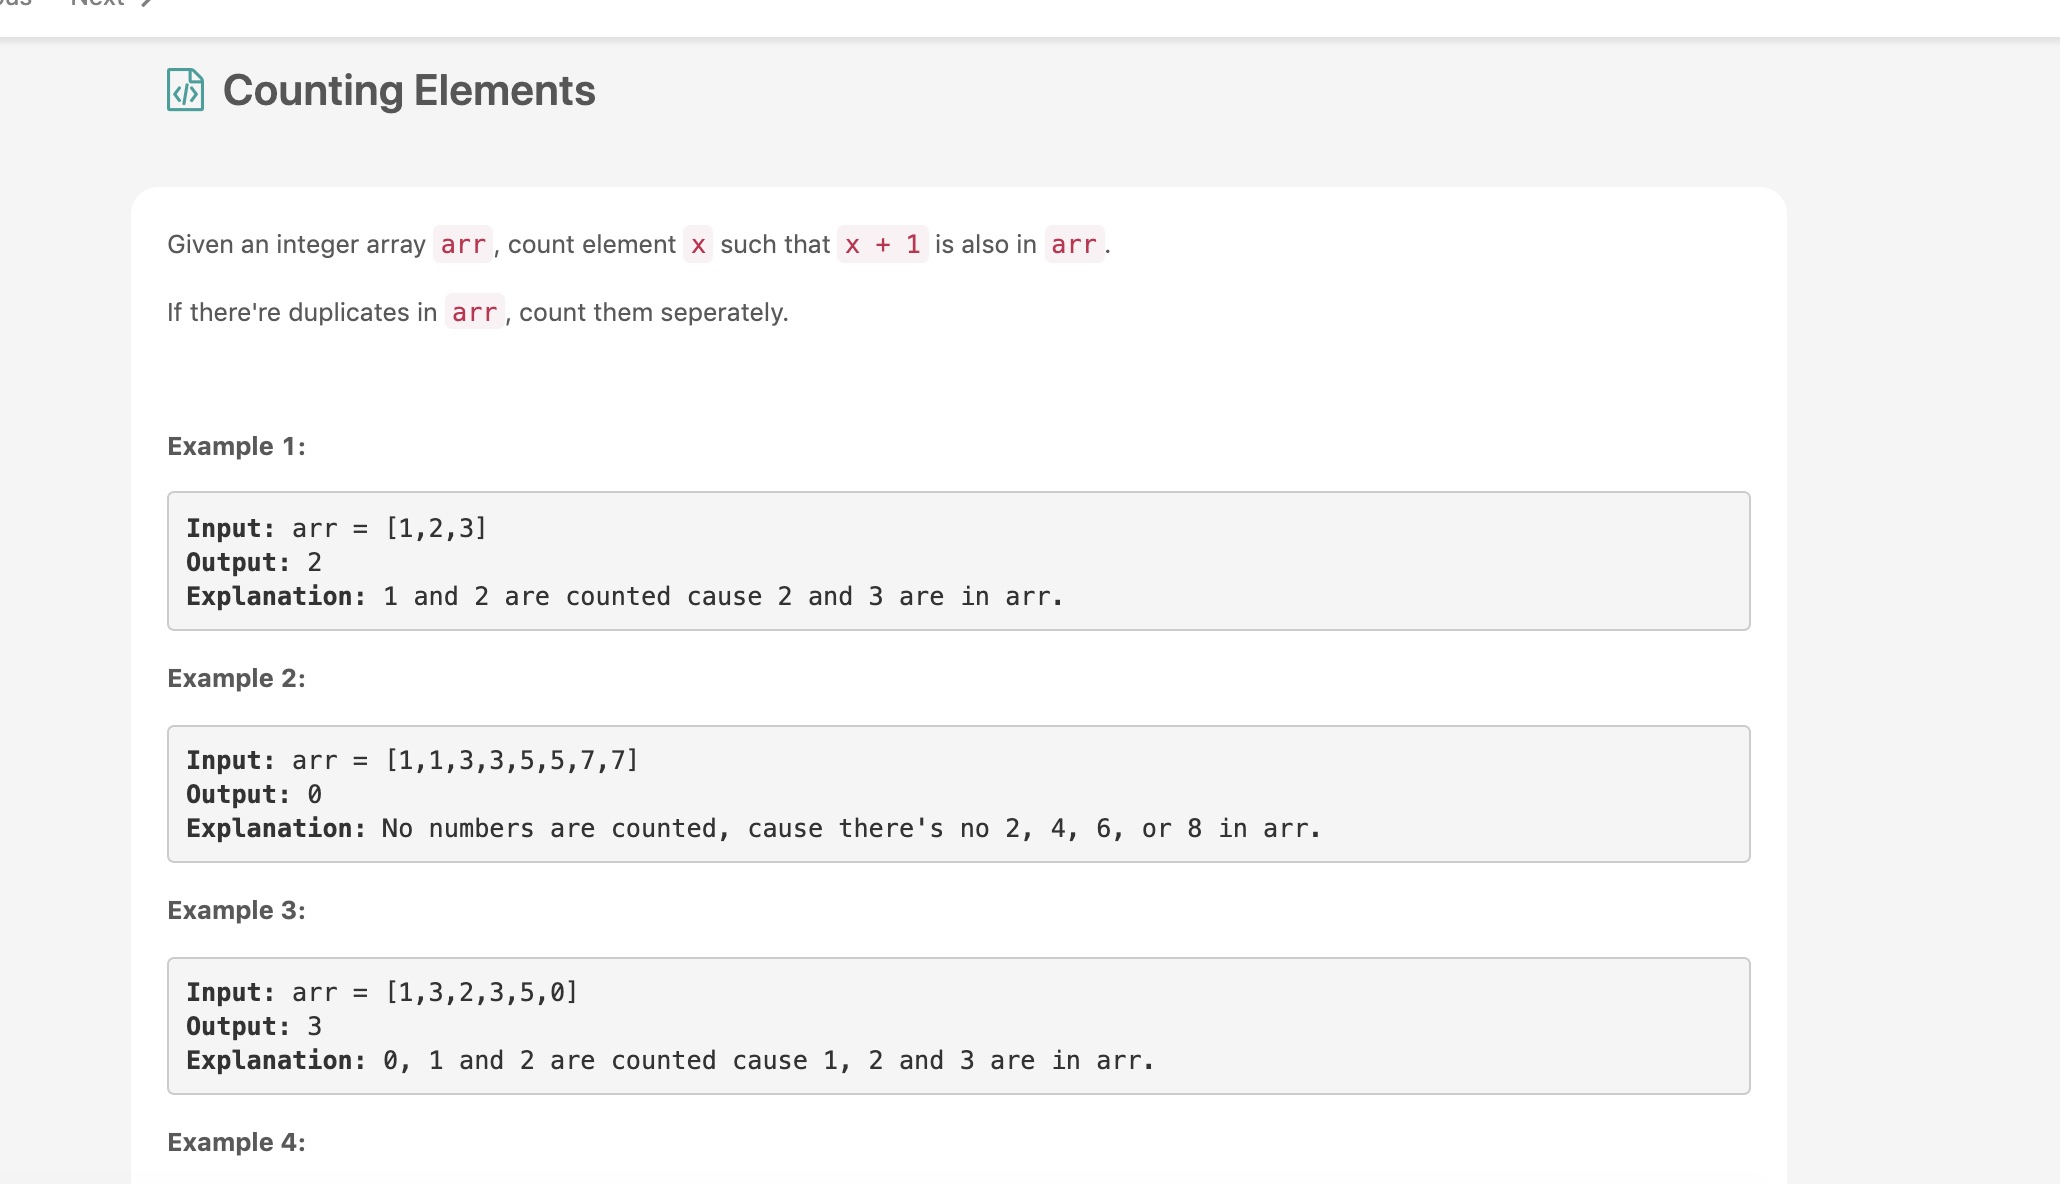 Next
Counting Elements
Given an integer array arr, count element x such that x + 1 is also in arr.
If there're duplicates in arr, count them seperately.
Example 1:
Input: arr = [1,2,3]
Output: 2
Explanation: 1 and 2 are counted cause 2 and 3 are in arr.
Example 2:
Input: arr = [1,1,3,3,5,5,7,7]
Output: 0
Explanation: No numbers are counted, cause there's no 2, 4, 6, or 8 in arr.
Example 3:
Input: arr = [1,3,2,3,5,0]
Output: 3
Explanation: 0, 1 and 2 are counted cause 1, 2 and 3 are in arr.
Example 4: